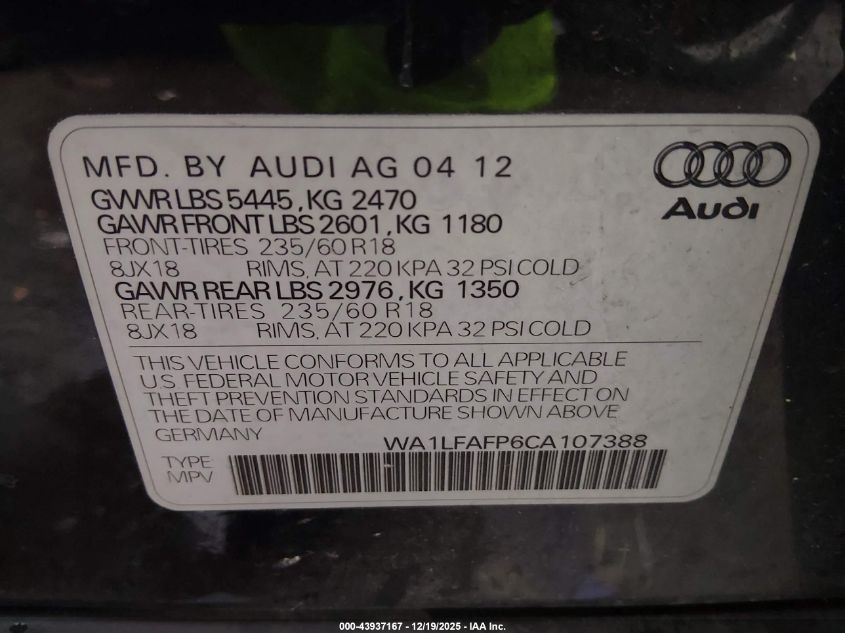 MFD. BY AUDI AG 04 12
Audi
GVWR LBS 5445, KG 2470
GAWR FRONT LBS 2601, KG 1180
FRONT-TIRES 235/60 R18
8JX18 RIMS, AT 220 KPA 32 PSI COLD
GAWR REAR LBS 2976, KG 1350
REAR-TIRES 235/60 R18
8JX18 RIMS, AT 220 KPA 32 PSI COLD
THIS VEHICLE CONFORMS TO ALL APPLICABLE
U.S. FEDERAL MOTOR VEHICLE SAFETY AND
THEFT PREVENTION STANDARDS IN EFFECT ON
THE DATE OF MANUFACTURE SHOWN ABOVE
GERMANY
WA1LFAFP6CA107388
TYPE
MPV
000-43937167 - 12/19/2025 - IAA Inc.